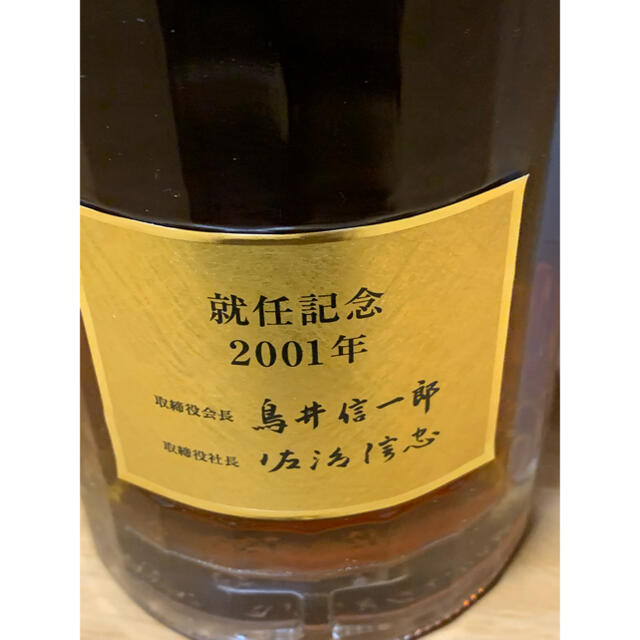 就任記念
2001年
取締役会長 鳥井信一郎
取締役社長 佐治信忠